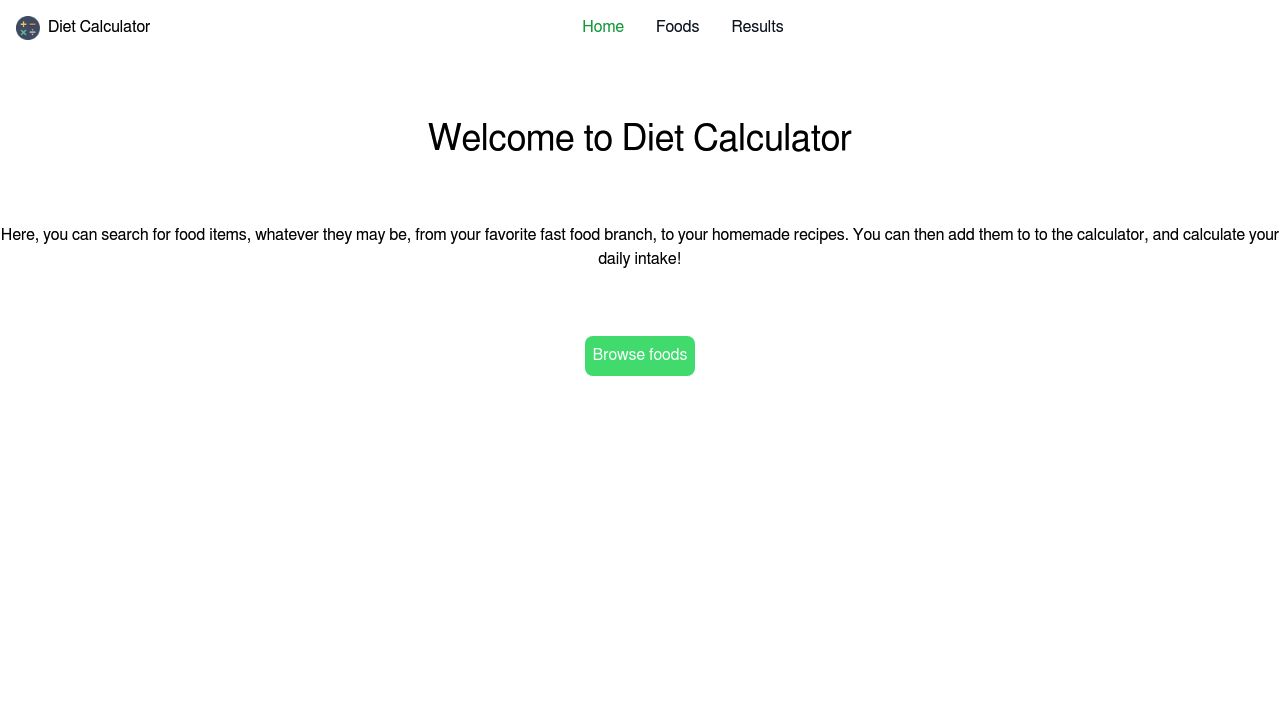 Diet Calculator
Home Foods Results
Welcome to Diet Calculator
Here, you can search for food items, whatever they may be, from your favorite fast food branch, to your homemade recipes. You can then add them to to the calculator, and calculate your
daily intake!
Browse foods